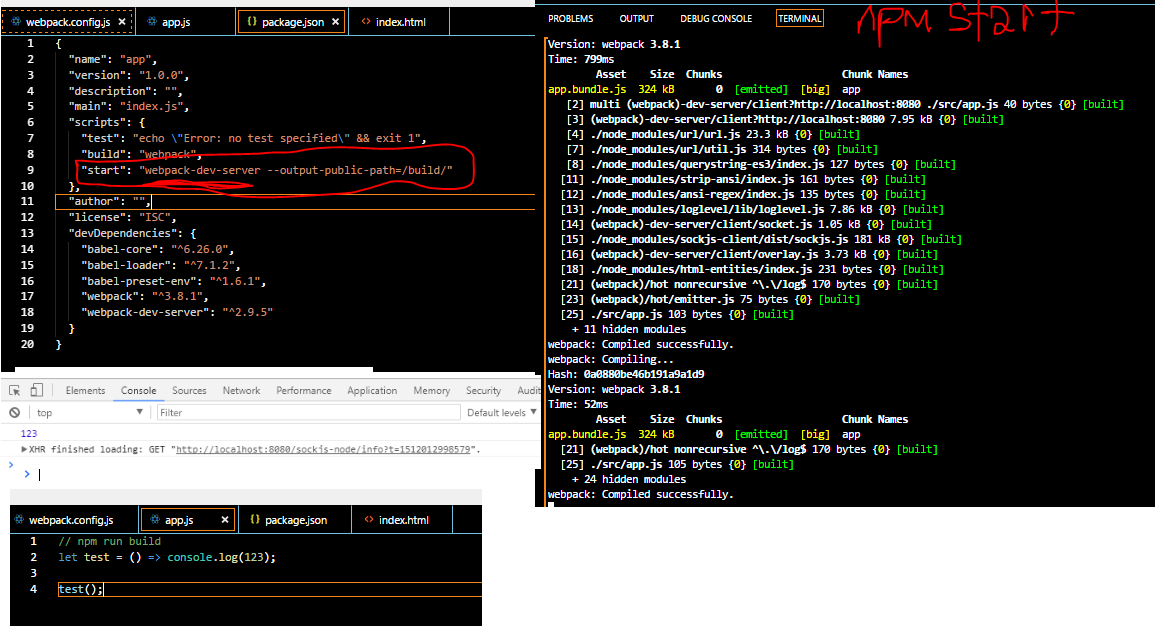 webpack.config.js × app.js {} package.json × <> index.html
1 {
2 "name": "app",
3 "version": "1.0.0",
4 "description": "",
5 "main": "index.js",
6 "scripts": {
7 "test": "echo \"Error: no test specified\" && exit 1",
8 "build": "webpack",
9 "start": "webpack-dev-server --output-public-path=/build/"
10 },
11 "author": "",
12 "license": "ISC",
13 "devDependencies": {
14 "babel-core": "^6.26.0",
15 "babel-loader": "^7.1.2",
16 "babel-preset-env": "^1.6.1",
17 "webpack": "^3.8.1",
18 "webpack-dev-server": "^2.9.5"
19 }
20 }
Elements Console Sources Network Performance Application Memory Security Audit
top Filter Default levels
123
XHR finished loading: GET "http://localhost:8080/sockjs-node/info?t=1512012998579".
webpack.config.js app.js × {} package.json <> index.html
1 // npm run build
2 let test = () => console.log(123);
3
4 test();
PROBLEMS OUTPUT DEBUG CONSOLE TERMINAL
npm start
Version: webpack 3.8.1
Time: 799ms
Asset Size Chunks Chunk Names
app.bundle.js 324 kB 0 [emitted] [big] app
[2] multi (webpack)-dev-server/client?http://localhost:8080 ./src/app.js 40 bytes {0} [built]
[3] (webpack)-dev-server/client?http://localhost:8080 7.95 kB {0} [built]
[4] ./node_modules/url/url.js 23.3 kB {0} [built]
[7] ./node_modules/url/util.js 314 bytes {0} [built]
[8] ./node_modules/querystring-es3/index.js 127 bytes {0} [built]
[11] ./node_modules/strip-ansi/index.js 161 bytes {0} [built]
[12] ./node_modules/ansi-regex/index.js 135 bytes {0} [built]
[13] ./node_modules/loglevel/lib/loglevel.js 7.86 kB {0} [built]
[14] (webpack)-dev-server/client/socket.js 1.05 kB {0} [built]
[15] ./node_modules/sockjs-client/dist/sockjs.js 181 kB {0} [built]
[16] (webpack)-dev-server/client/overlay.js 3.73 kB {0} [built]
[18] ./node_modules/html-entities/index.js 231 bytes {0} [built]
[21] (webpack)/hot nonrecursive ^\.\/log$ 170 bytes {0} [built]
[23] (webpack)/hot/emitter.js 75 bytes {0} [built]
[25] ./src/app.js 103 bytes {0} [built]
+ 11 hidden modules
webpack: Compiled successfully.
webpack: Compiling...
Hash: 0a0880be46b191a9a1d9
Version: webpack 3.8.1
Time: 52ms
Asset Size Chunks Chunk Names
app.bundle.js 324 kB 0 [emitted] [big] app
[21] (webpack)/hot nonrecursive ^\.\/log$ 170 bytes {0} [built]
[25] ./src/app.js 105 bytes {0} [built]
+ 24 hidden modules
webpack: Compiled successfully.